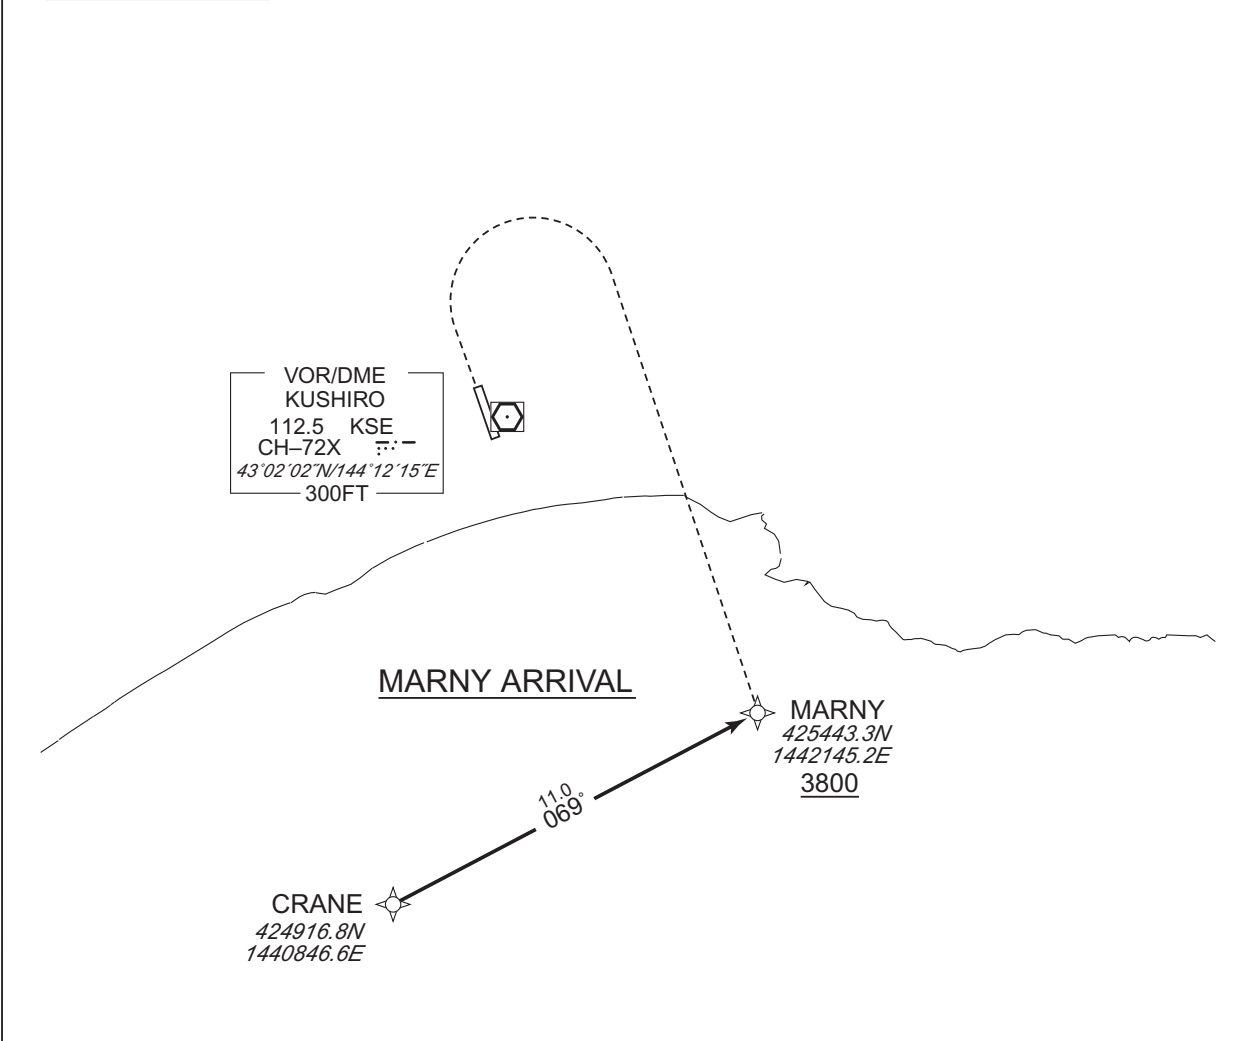 VOR/DME
KUSHIRO
112.5 KSE
CH–72X
43°02´02˝N/144°12´15˝E
300FT
MARNY ARRIVAL
MARNY
425443.3N
1442145.2E
3800
11.0
069°
CRANE
424916.8N
1440846.6E